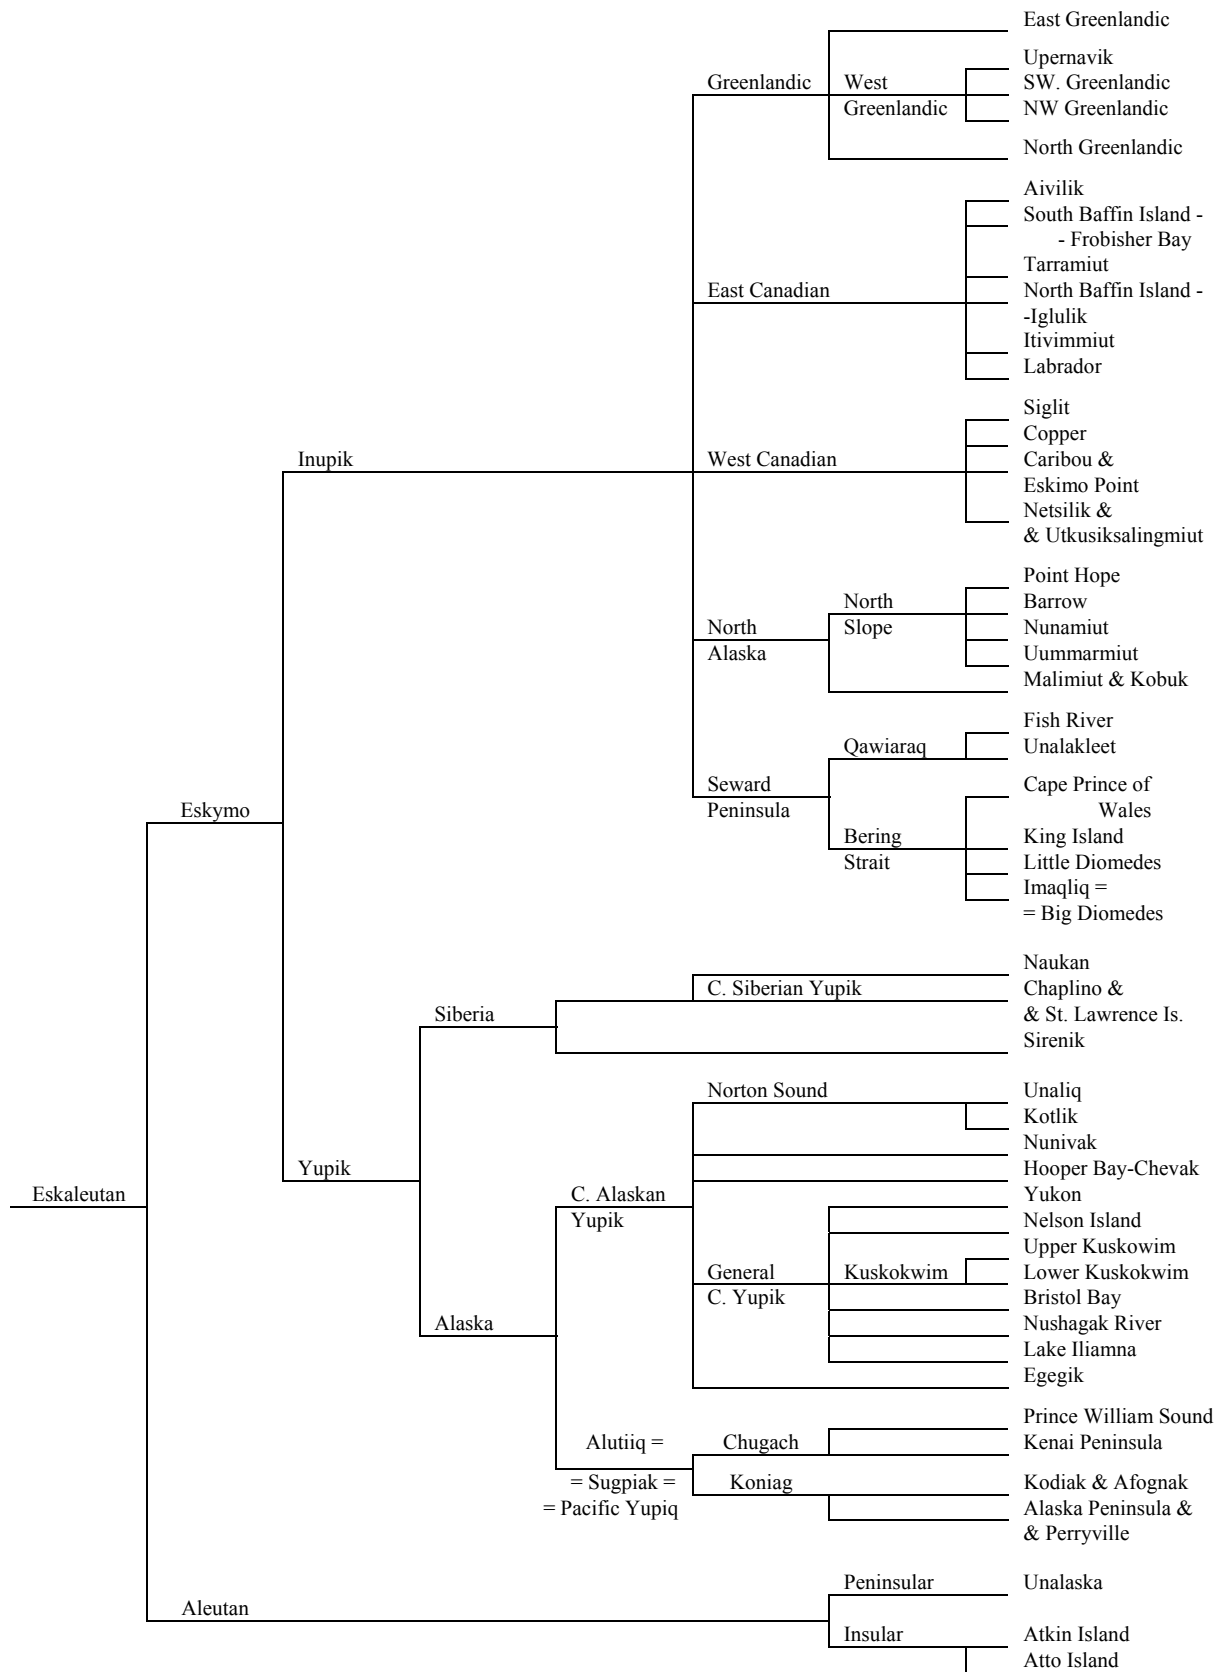 East Greenlandic
Upernavik
Greenlandic West SW. Greenlandic
Greenlandic NW Greenlandic
North Greenlandic
Aivilik
South Baffin Island -
- Frobisher Bay
Tarramiut
East Canadian North Baffin Island -
-Iglulik
Itivimmiut
Labrador
Siglit
Copper
Inupik West Canadian Caribou &
Eskimo Point
Netsilik &
& Utkusiksalingmiut
Point Hope
North Barrow
North Slope Nunamiut
Alaska Uummarmiut
Malimiut & Kobuk
Fish River
Qawiaraq Unalakleet
Seward Cape Prince of
Eskymo Peninsula Wales
Bering King Island
Strait Little Diomedes
Imaqliq =
= Big Diomedes
Naukan
C. Siberian Yupik Chaplino &
Siberia & St. Lawrence Is.
Sirenik
Norton Sound Unaliq
Kotlik
Nunivak
Yupik Hooper Bay-Chevak
Eskaleutan C. Alaskan Yukon
Yupik Nelson Island
Upper Kuskowim
General Kuskokwim Lower Kuskokwim
C. Yupik Bristol Bay
Alaska Nushagak River
Lake Iliamna
Egegik
Prince William Sound
Alutiiq = Chugach Kenai Peninsula
= Sugpiak = Koniag Kodiak & Afognak
= Pacific Yupiq Alaska Peninsula &
& Perryville
Peninsular Unalaska
Aleutan
Insular Atkin Island
Atto Island